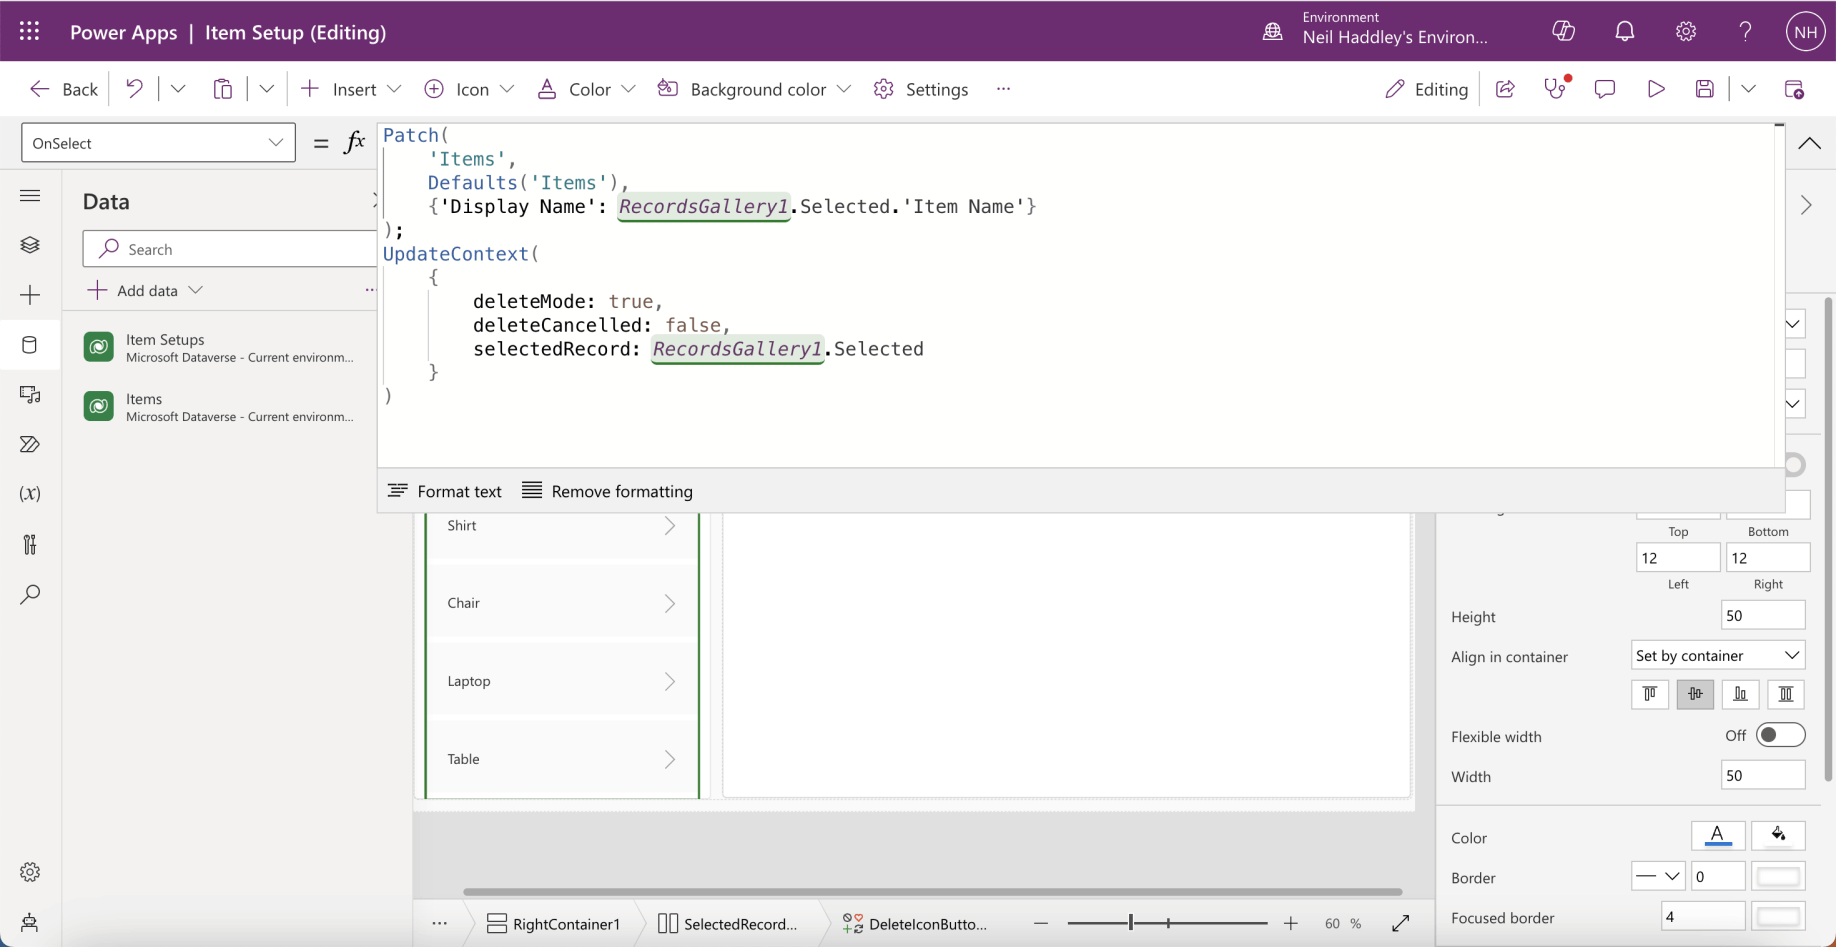 Power Apps | Item Setup (Editing)
Environment
Neil Haddley's Environ...
NH
Back
Insert
Icon
Color
Background color
Settings
...
Editing
OnSelect
= fx
Patch(
'Items',
Defaults('Items'),
{'Display Name': RecordsGallery1.Selected.'Item Name'}
);
UpdateContext(
{
deleteMode: true,
deleteCancelled: false,
selectedRecord: RecordsGallery1.Selected
}
)
Format text
Remove formatting
Data
Search
Add data
...
Item Setups
Microsoft Dataverse - Current environm...
Items
Microsoft Dataverse - Current environm...
(x)
Shirt
Chair
Laptop
Table
Top
Bottom
12
12
Left
Right
Height
50
Align in container
Set by container
Flexible width
Off
Width
50
Color
A
Border
0
Focused border
4
...
RightContainer1
SelectedRecord...
DeleteIconButto...
60 %